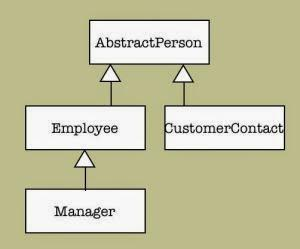 AbstractPerson
Employee
CustomerContact
Manager